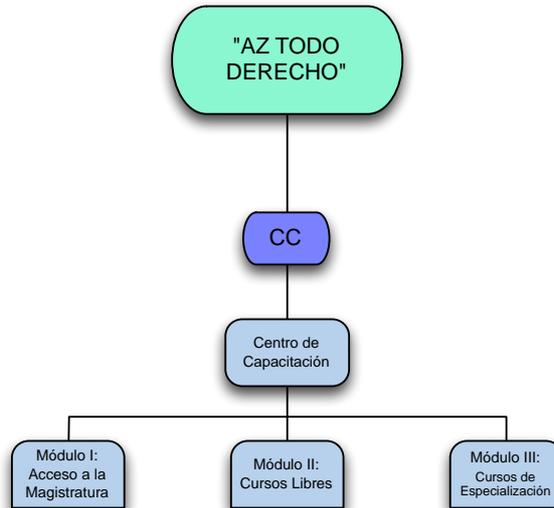 "AZ TODO
DERECHO"
CC
Centro de
Capacitación
Módulo I:
Acceso a la
Magistratura
Módulo II:
Cursos Libres
Módulo III:
Cursos de
Especialización